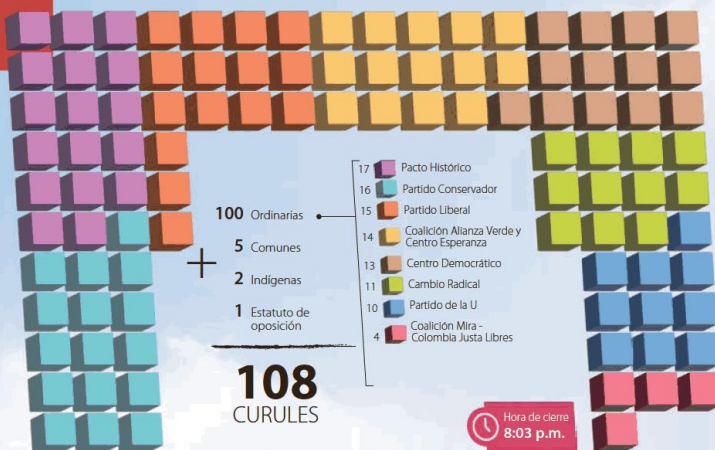 100 Ordinarias
+
5 Comunes
2 Indígenas
1 Estatuto de
oposición
108
CURULES
17 Pacto Histórico
16 Partido Conservador
15 Partido Liberal
14 Coalición Alianza Verde y
Centro Esperanza
13 Centro Democrático
11 Cambio Radical
10 Partido de la U
4 Coalición Mira -
Colombia Justa Libres
Hora de cierre
8:03 p.m.